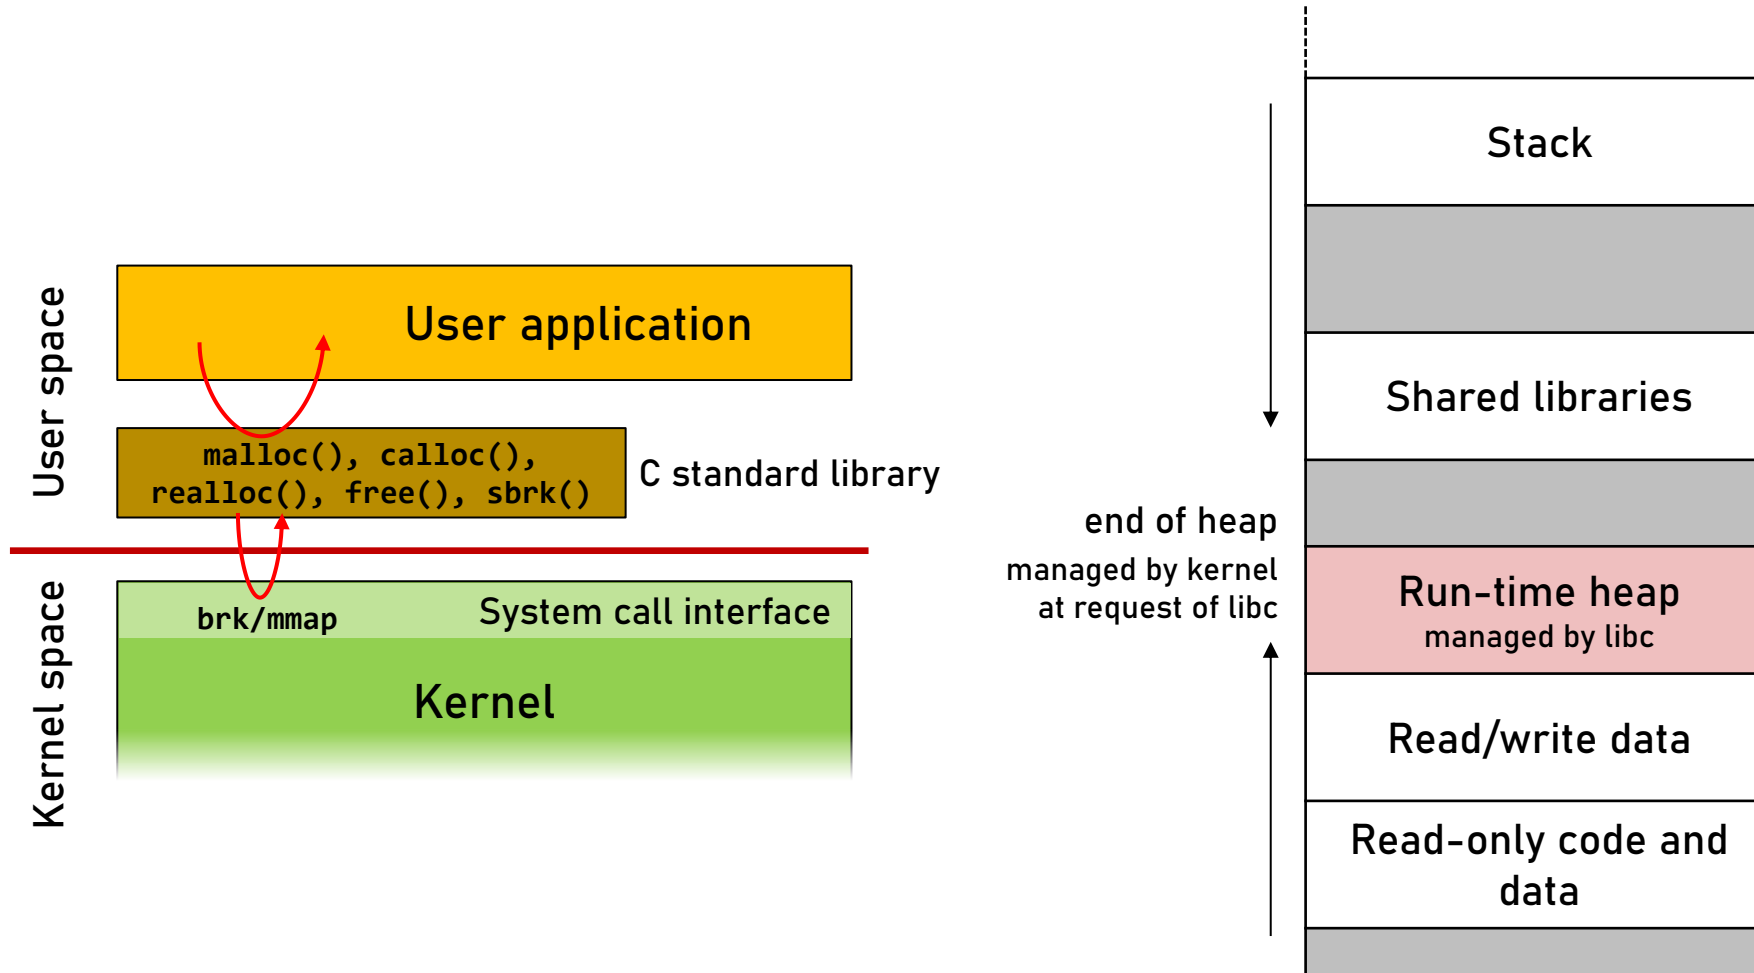 User space
User application
malloc(), calloc(),
realloc(), free(), sbrk()
C standard library
Kernel space
brk/mmap
System call interface
Kernel
end of heap
managed by kernel
at request of libc
Stack
Shared libraries
Run-time heap
managed by libc
Read/write data
Read-only code and
data